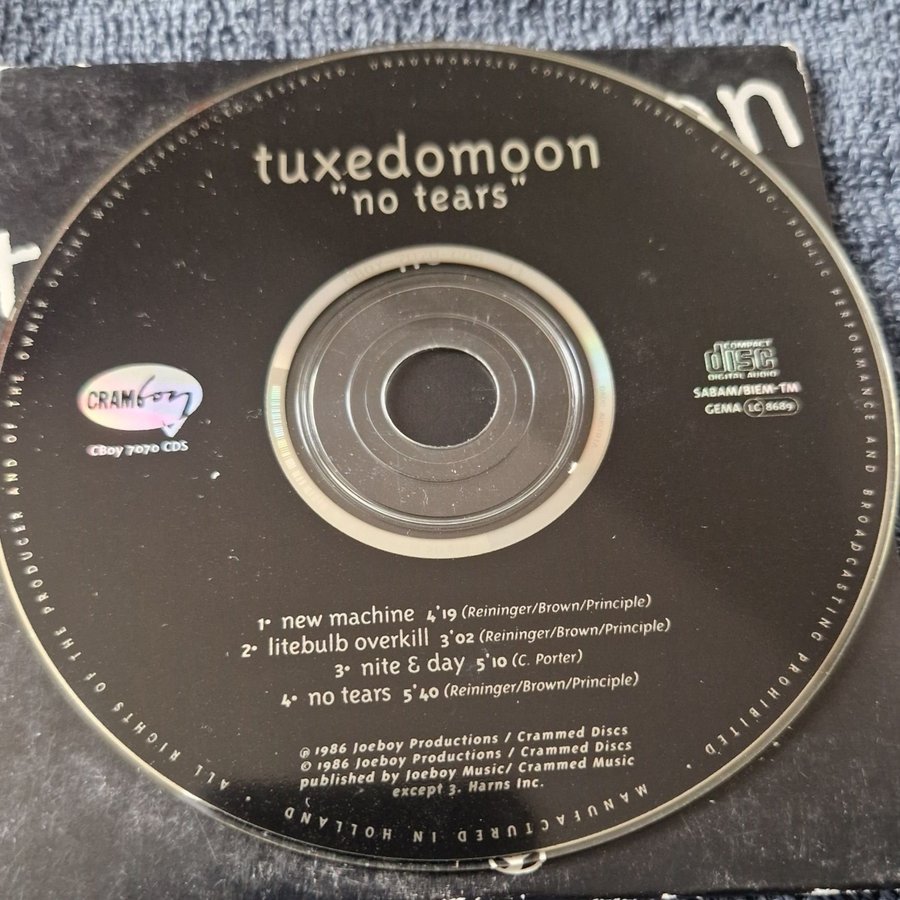 on
t
tuxedomoon
"no tears"
CRAMboy
CBoy 7070 CDS
COMPACT
disc
DIGITAL AUDIO
SABAM/BIEM-TM
GEMA LC 8689
1• new machine 4'19 (Reininger/Brown/Principle)
2• litebulb overkill 3'02 (Reininger/Brown/Principle)
3• nite & day 5'10 (C. Porter)
4• no tears 5'40 (Reininger/Brown/Principle)
℗ 1986 Joeboy Productions / Crammed Discs
© 1986 Joeboy Productions / Crammed Discs
published by Joeboy Music/ Crammed Music
except 3. Harns Inc.
ALL RIGHTS OF THE PRODUCER AND OF THE OWNER OF THE WORK REPRODUCED RESERVED. UNAUTHORISED COPYING, HIRING, LENDING, PUBLIC PERFORMANCE AND BROADCASTING PROHIBITED • MANUFACTURED IN HOLLAND •